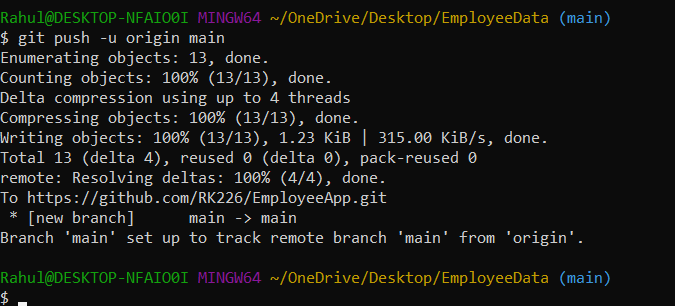 Rahul@DESKTOP-NFAIO0I MINGW64 ~/OneDrive/Desktop/EmployeeData (main)
$ git push -u origin main
Enumerating objects: 13, done.
Counting objects: 100% (13/13), done.
Delta compression using up to 4 threads
Compressing objects: 100% (13/13), done.
Writing objects: 100% (13/13), 1.23 KiB | 315.00 KiB/s, done.
Total 13 (delta 4), reused 0 (delta 0), pack-reused 0
remote: Resolving deltas: 100% (4/4), done.
To https://github.com/RK226/EmployeeApp.git
 * [new branch]      main -> main
Branch 'main' set up to track remote branch 'main' from 'origin'.

Rahul@DESKTOP-NFAIO0I MINGW64 ~/OneDrive/Desktop/EmployeeData (main)
$